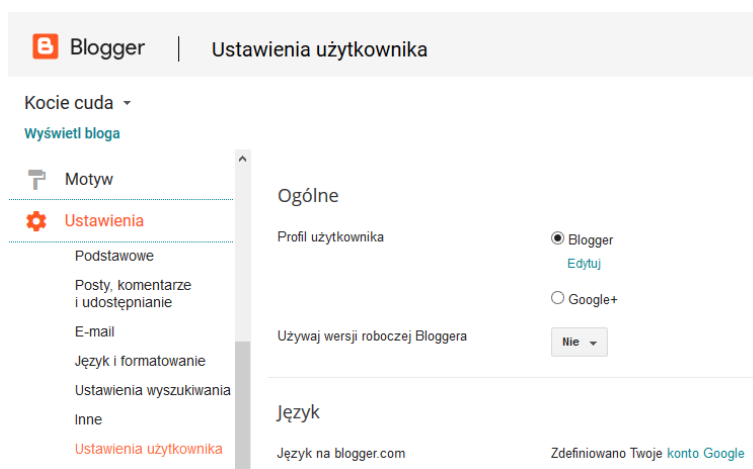 Blogger | Ustawienia użytkownika
Kocie cuda
Wyświetl bloga
Motyw
Ustawienia
Podstawowe
Posty, komentarze
i udostępnianie
E-mail
Język i formatowanie
Ustawienia wyszukiwania
Inne
Ustawienia użytkownika
Ogólne
Profil użytkownika
Blogger
Edytuj
Google+
Używaj wersji roboczej Bloggera
Nie
Język
Język na blogger.com
Zdefiniowano Twoje konto Google